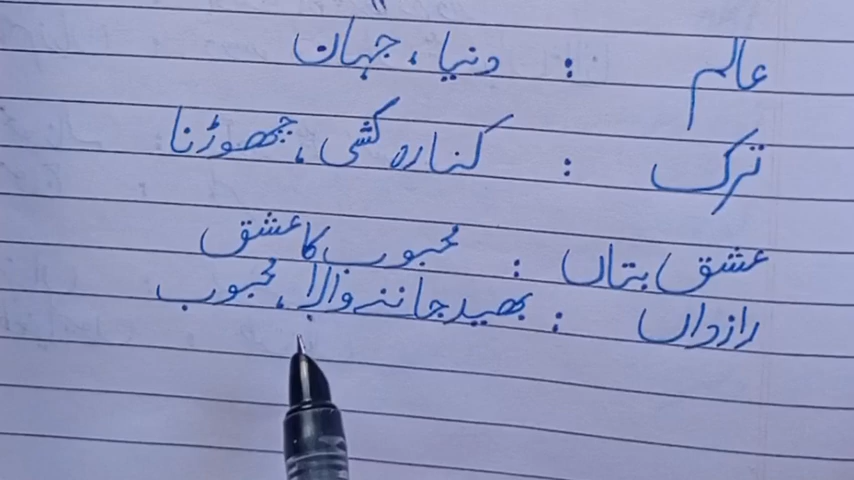 عالم : دنیا، جہان
ترک : کنارہ کشی، چھوڑنا
عشق بتاں : محبوب کا عشق
رازداں : بھید جاننے والا، محبوب